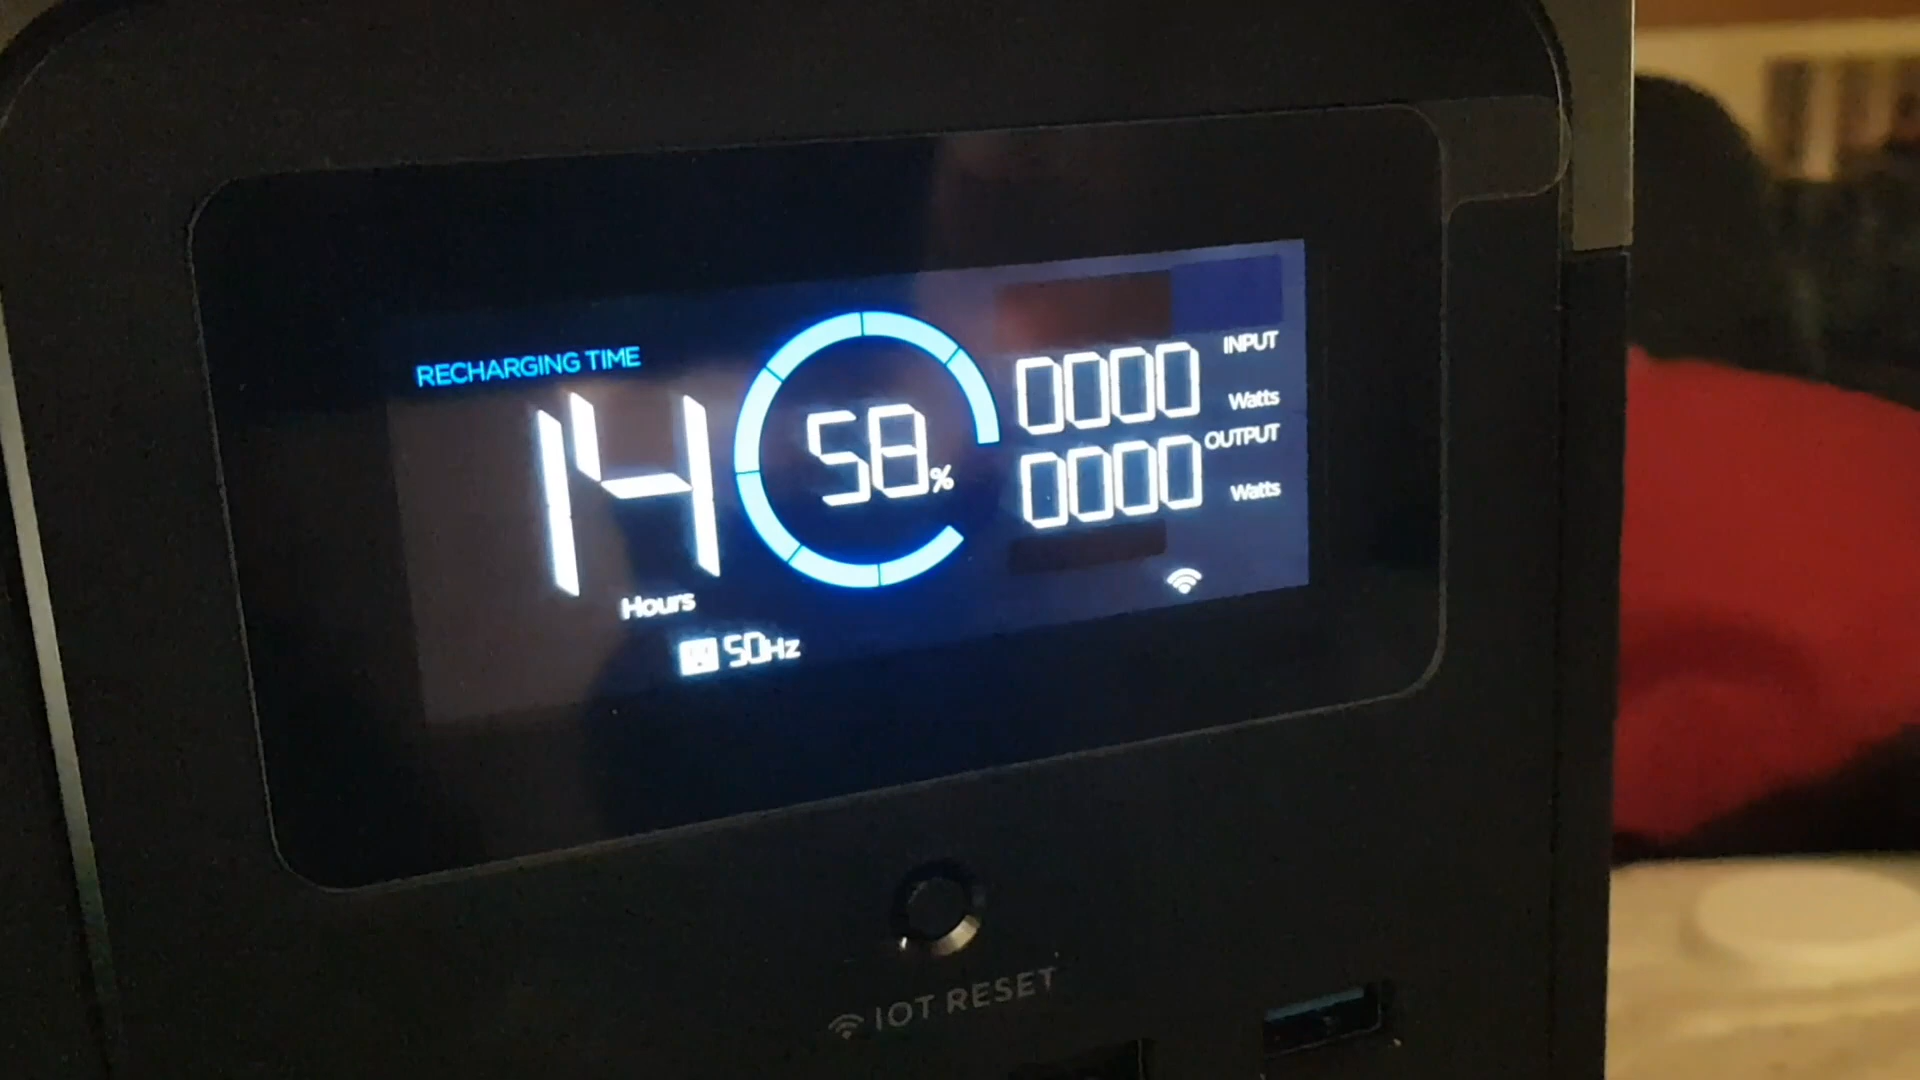 RECHARGING TIME
14
Hours
58%
0000 INPUT
Watts
0000 OUTPUT
Watts
50Hz
IOT RESET